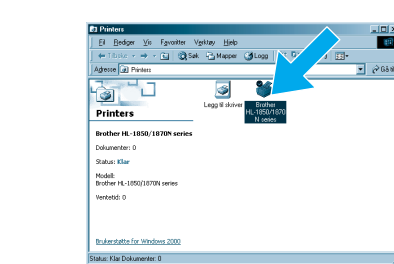 Printers
Fil Rediger Vis Favoritter Verktøy Hjelp
Tilbake Søk Mapper Logg
Adresse Printers Gå til
Legg til skriver
Brother
HL-1850/1870
N series
Printers
Brother HL-1850/1870N series
Dokumenter: 0
Status: Klar
Modell:
Brother HL-1850/1870N series
Ventetid: 0
Brukerstøtte for Windows 2000
Status: Klar Dokumenter: 0